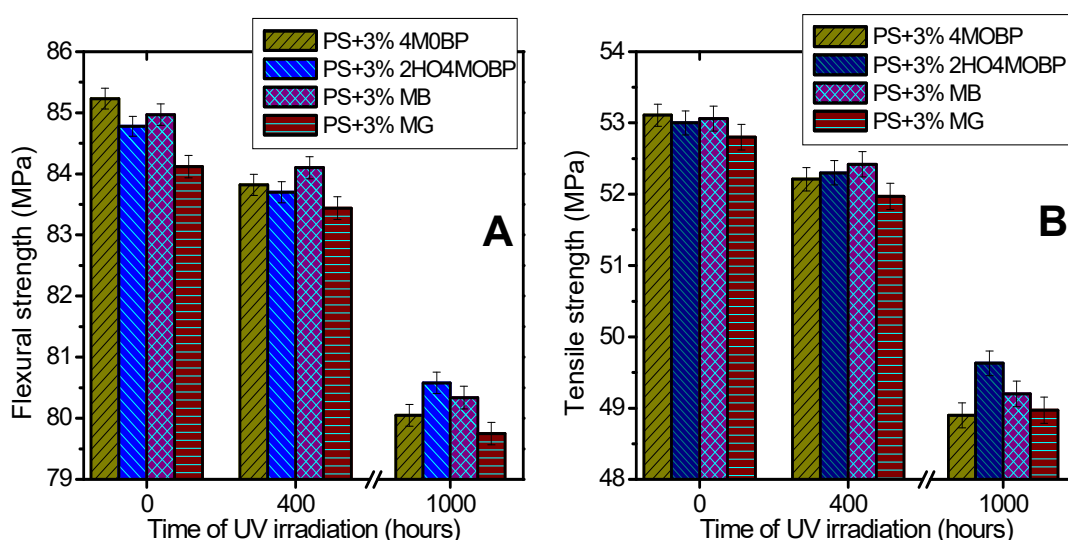 PS+3% 4M0BP
PS+3% 2HO4MOBP
PS+3% MB
PS+3% MG
86
85
84
83
82
81
80
79
Flexural strength (MPa)
A
0
400
1000
Time of UV irradiation (hours)
PS+3% 4MOBP
PS+3% 2HO4MOBP
PS+3% MB
PS+3% MG
54
53
52
51
50
49
48
Tensile strength (MPa)
B
0
400
1000
Time of UV irradiation (hours)